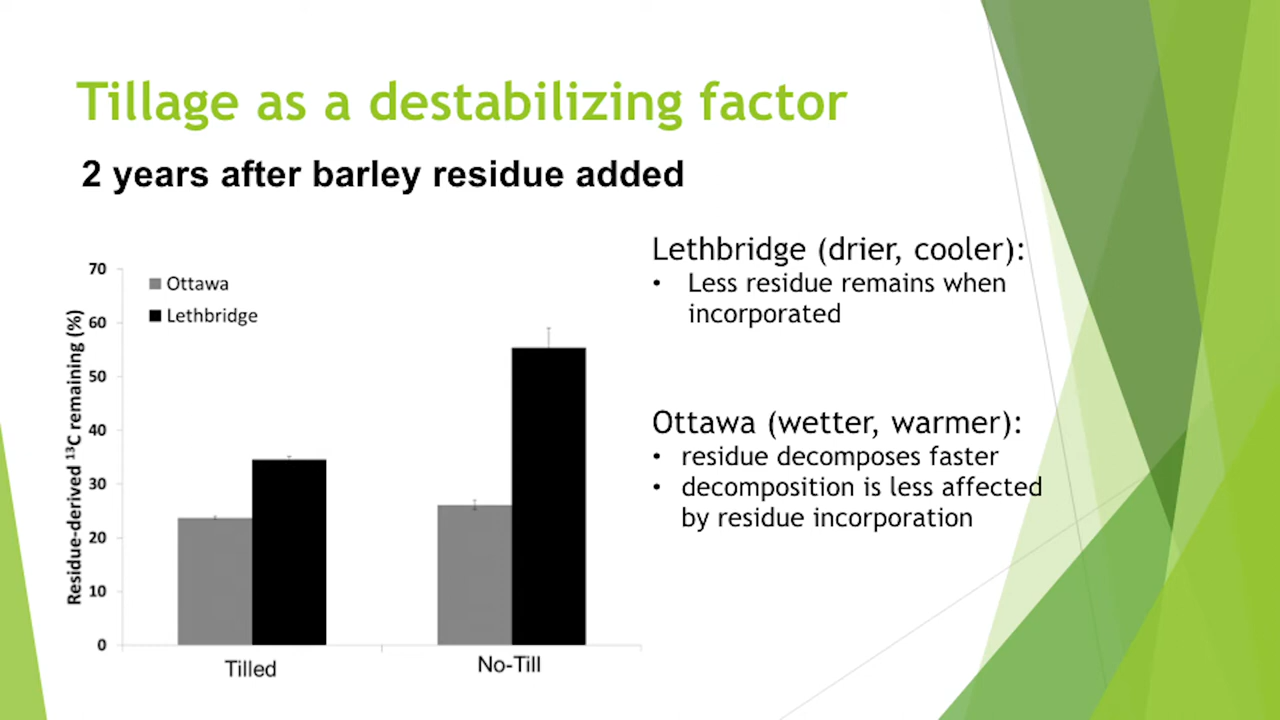 Tillage as a destabilizing factor
2 years after barley residue added
70
60
50
40
30
20
10
0
Residue-derived ¹³C remaining (%)
Ottawa
Lethbridge
Tilled
No-Till
Lethbridge (drier, cooler):
• Less residue remains when
incorporated
Ottawa (wetter, warmer):
• residue decomposes faster
• decomposition is less affected
by residue incorporation